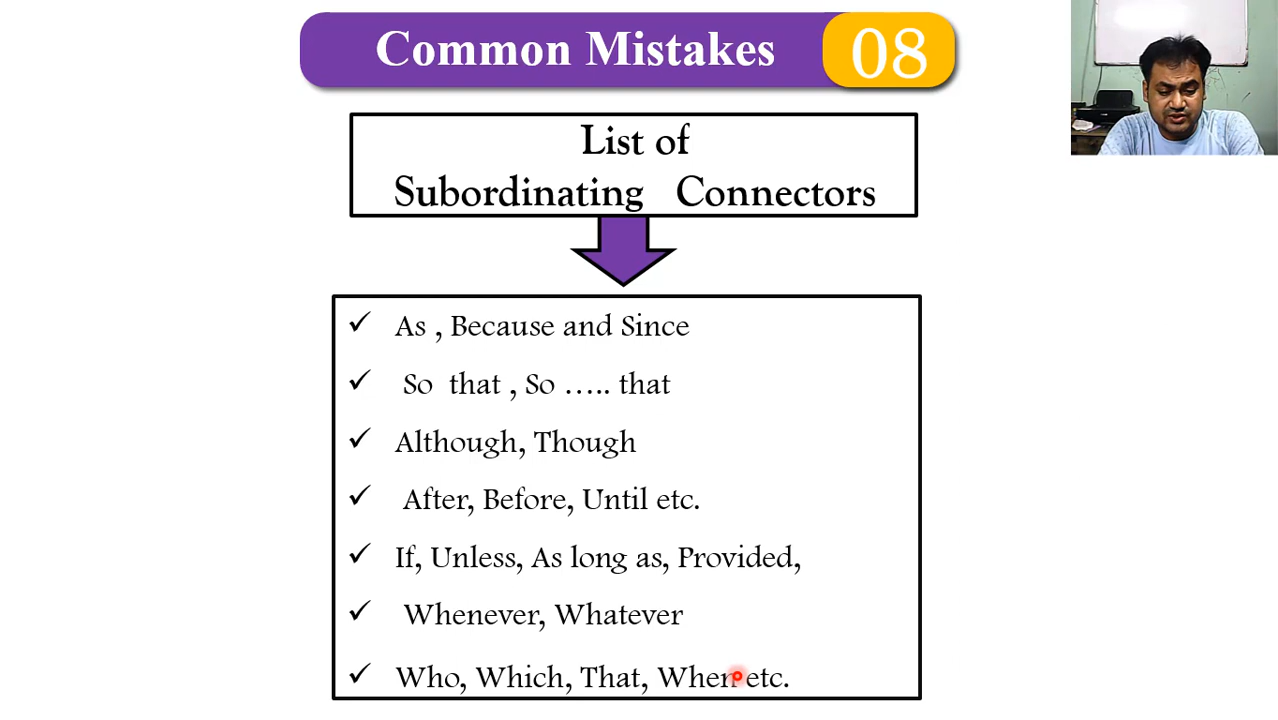 Common Mistakes 08
List of
Subordinating Connectors
As , Because and Since
So that , So ….. that
Although, Though
After, Before, Until etc.
If, Unless, As long as, Provided,
Whenever, Whatever
Who, Which, That, When etc.